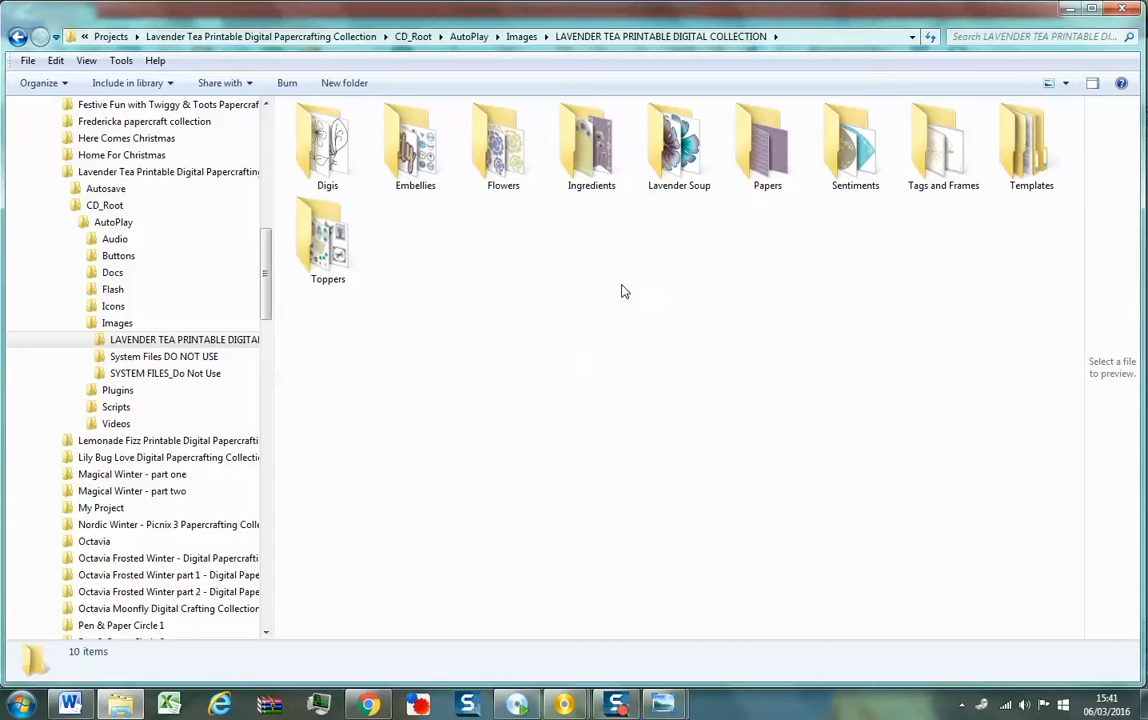 Projects ▸ Lavender Tea Printable Digital Papercrafting Collection ▸ CD_Root ▸ AutoPlay ▸ Images ▸ LAVENDER TEA PRINTABLE DIGITAL COLLECTION ▸
Search LAVENDER TEA PRINTABLE DI...
File Edit View Tools Help
Organize Include in library Share with Burn New folder
Festive Fun with Twiggy & Toots Papercraf
Fredericka papercraft collection
Here Comes Christmas
Home For Christmas
Lavender Tea Printable Digital Papercrafting
Autosave
CD_Root
AutoPlay
Audio
Buttons
Docs
Flash
Icons
Images
LAVENDER TEA PRINTABLE DIGITA
System Files DO NOT USE
SYSTEM FILES_Do Not Use
Plugins
Scripts
Videos
Lemonade Fizz Printable Digital Papercrafti
Lily Bug Love Digital Papercrafting Collectio
Magical Winter - part one
Magical Winter - part two
My Project
Nordic Winter - Picnix 3 Papercrafting Colle
Octavia
Octavia Frosted Winter - Digital Papercrafti
Octavia Frosted Winter part 1 - Digital Pape
Octavia Frosted Winter part 2 - Digital Pape
Octavia Moonfly Digital Crafting Collection
Pen & Paper Circle 1
Digis Embellies Flowers Ingredients Lavender Soup Papers Sentiments Tags and Frames Templates
Toppers
Select a file
to preview.
10 items
15:41
06/03/2016